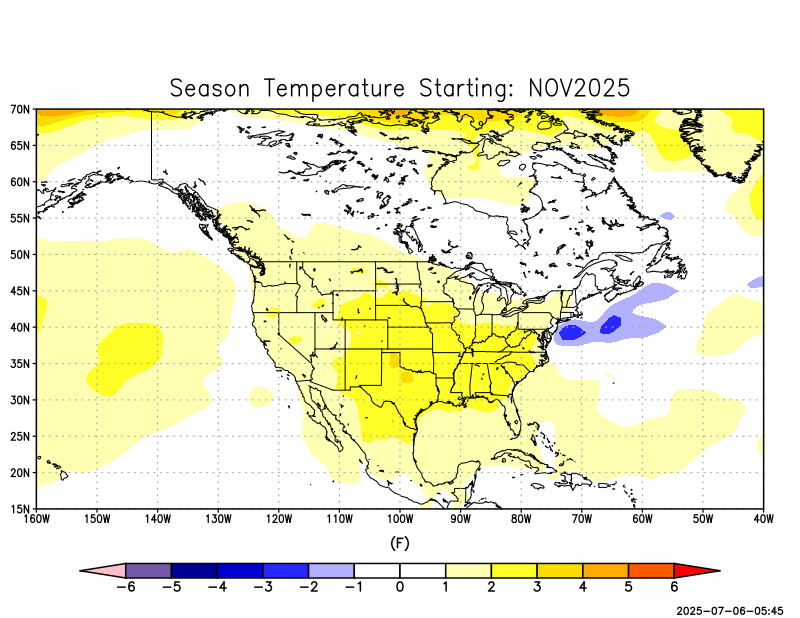 Season Temperature Starting: NOV2025
70N
65N
60N
55N
50N
45N
40N
35N
30N
25N
20N
15N
160W 150W 140W 130W 120W 110W 100W 90W 80W 70W 60W 50W 40W
(F)
−6 −5 −4 −3 −2 −1 0 1 2 3 4 5 6
2025-07-06-05:45